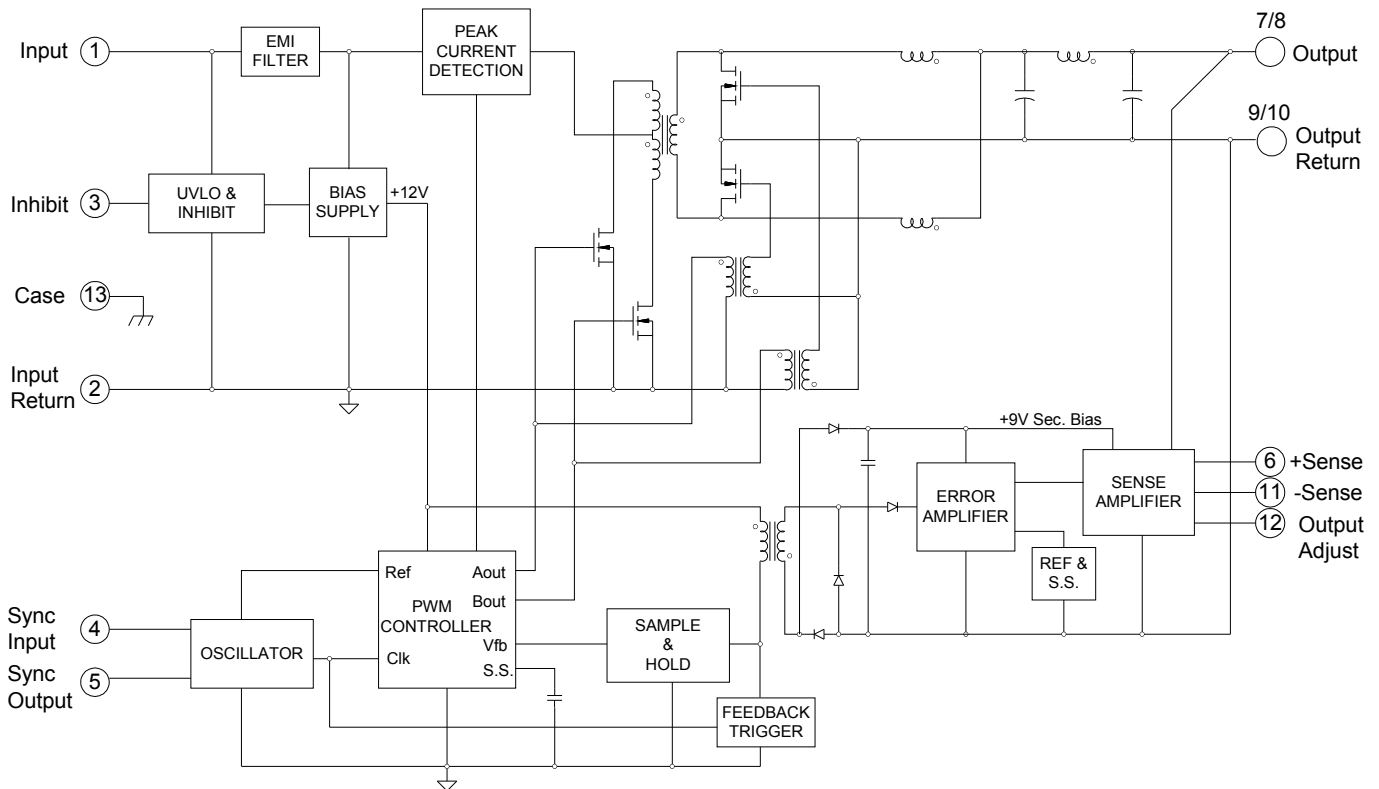 Input 1
EMI
FILTER
PEAK
CURRENT
DETECTION
7/8
Output
9/10
Output
Return
Inhibit 3
UVLO &
INHIBIT
BIAS
SUPPLY
+12V
Case 13
Input
Return
2
+9V Sec. Bias
ERROR
AMPLIFIER
SENSE
AMPLIFIER
6 +Sense
11 -Sense
12 Output
Adjust
REF &
S.S.
Sync
Input
4
Sync
Output
5
OSCILLATOR
Ref
Aout
PWM
CONTROLLER
Bout
Vfb
Clk
S.S.
SAMPLE
&
HOLD
FEEDBACK
TRIGGER